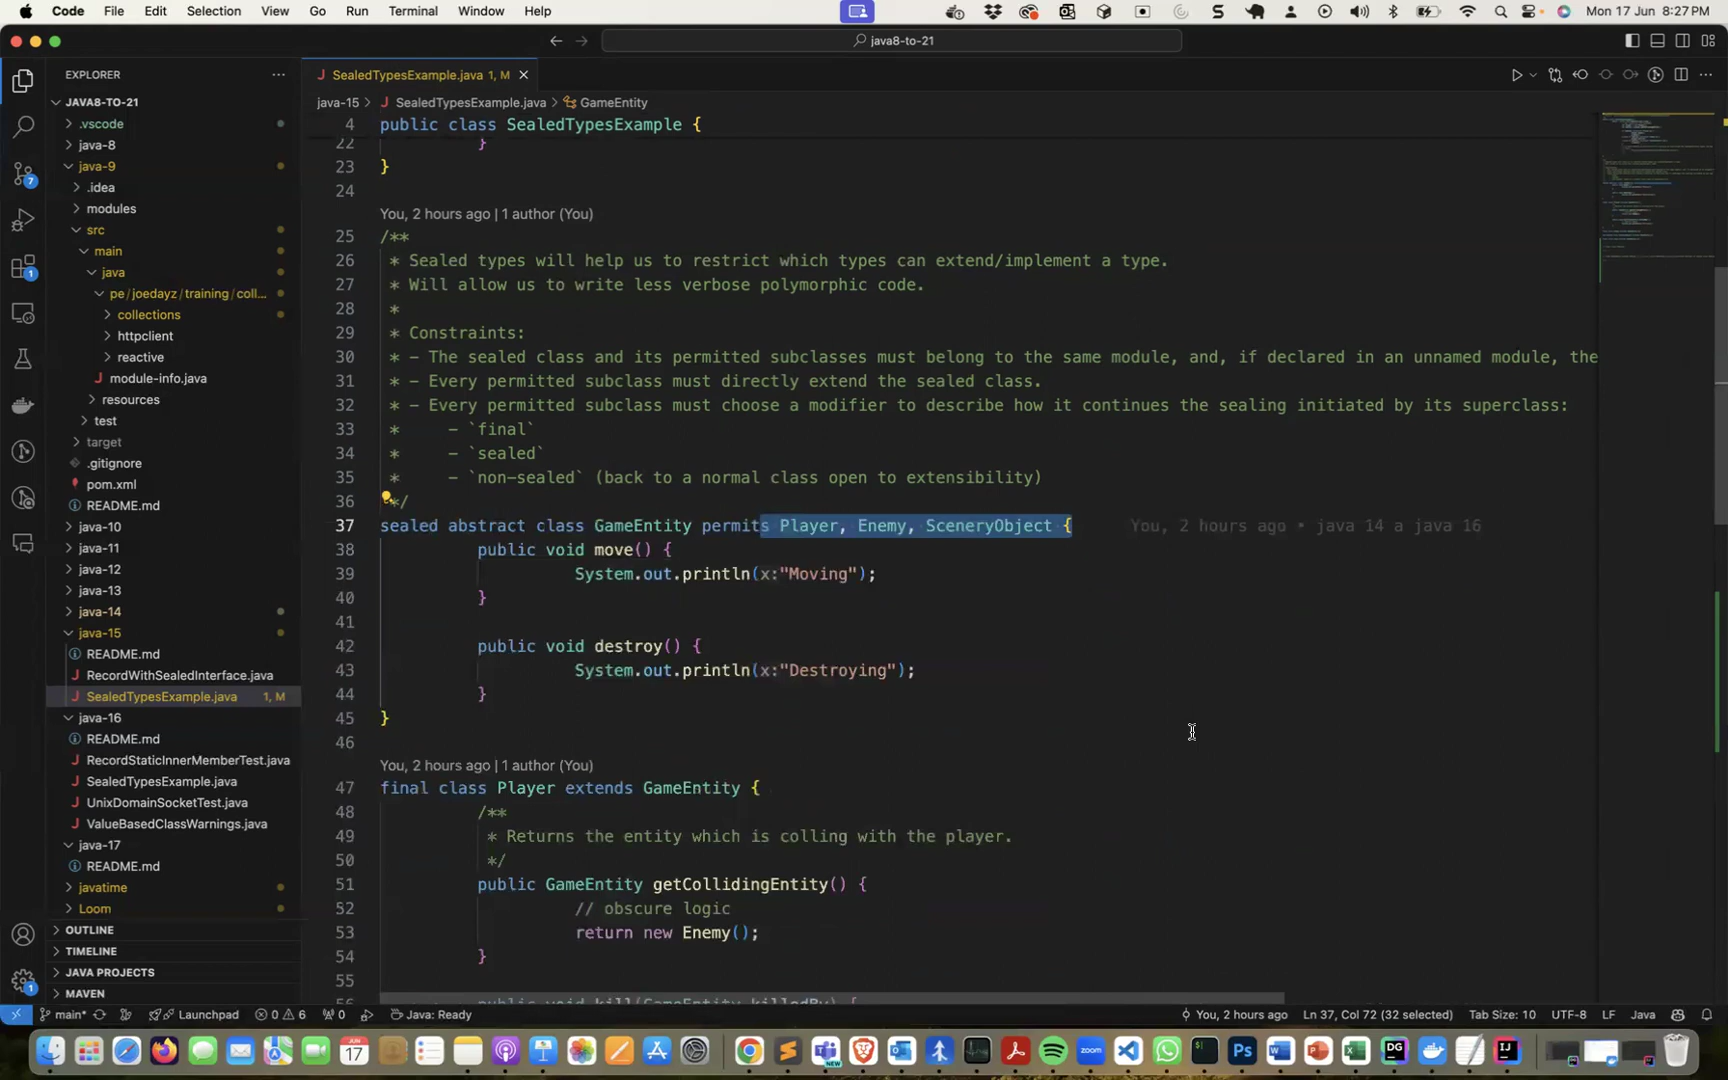 Code File Edit Selection View Go Run Terminal Window Help Mon 17 Jun 8:27 PM
java8-to-21
EXPLORER
SealedTypesExample.java 1, M
JAVA8-TO-21
java-15 > SealedTypesExample.java > GameEntity
.vscode
java-8
java-9
.idea
modules
src
main
java
pe / joedayz / training / coll...
collections
httpclient
reactive
module-info.java
resources
test
target
.gitignore
pom.xml
README.md
java-10
java-11
java-12
java-13
java-14
java-15
README.md
RecordWithSealedInterface.java
SealedTypesExample.java 1, M
java-16
README.md
RecordStaticInnerMemberTest.java
SealedTypesExample.java
UnixDomainSocketTest.java
ValueBasedClassWarnings.java
java-17
README.md
javatime
Loom
OUTLINE
TIMELINE
JAVA PROJECTS
MAVEN
7
1
1
4 public class SealedTypesExample {
22 }
23 }
24
You, 2 hours ago | 1 author (You)
25 /**
26 * Sealed types will help us to restrict which types can extend/implement a type.
27 * Will allow us to write less verbose polymorphic code.
28 *
29 * Constraints:
30 * - The sealed class and its permitted subclasses must belong to the same module, and, if declared in an unnamed module, the
31 * - Every permitted subclass must directly extend the sealed class.
32 * - Every permitted subclass must choose a modifier to describe how it continues the sealing initiated by its superclass:
33 * - `final`
34 * - `sealed`
35 * - `non-sealed` (back to a normal class open to extensibility)
36 */
37 sealed abstract class GameEntity permits Player, Enemy, SceneryObject { You, 2 hours ago • java 14 a java 16
38 public void move() {
39 System.out.println(x:"Moving");
40 }
41
42 public void destroy() {
43 System.out.println(x:"Destroying");
44 }
45 }
46
You, 2 hours ago | 1 author (You)
47 final class Player extends GameEntity {
48 /**
49 * Returns the entity which is colling with the player.
50 */
51 public GameEntity getCollidingEntity() {
52 // obscure logic
53 return new Enemy();
54 }
55
56 public void kill(GameEntity killedBy) {
main* Launchpad 0 6 0 Java: Ready You, 2 hours ago Ln 37, Col 72 (32 selected) Tab Size: 10 UTF-8 LF Java
JUN
17
NEW
zoom
DG
IJ